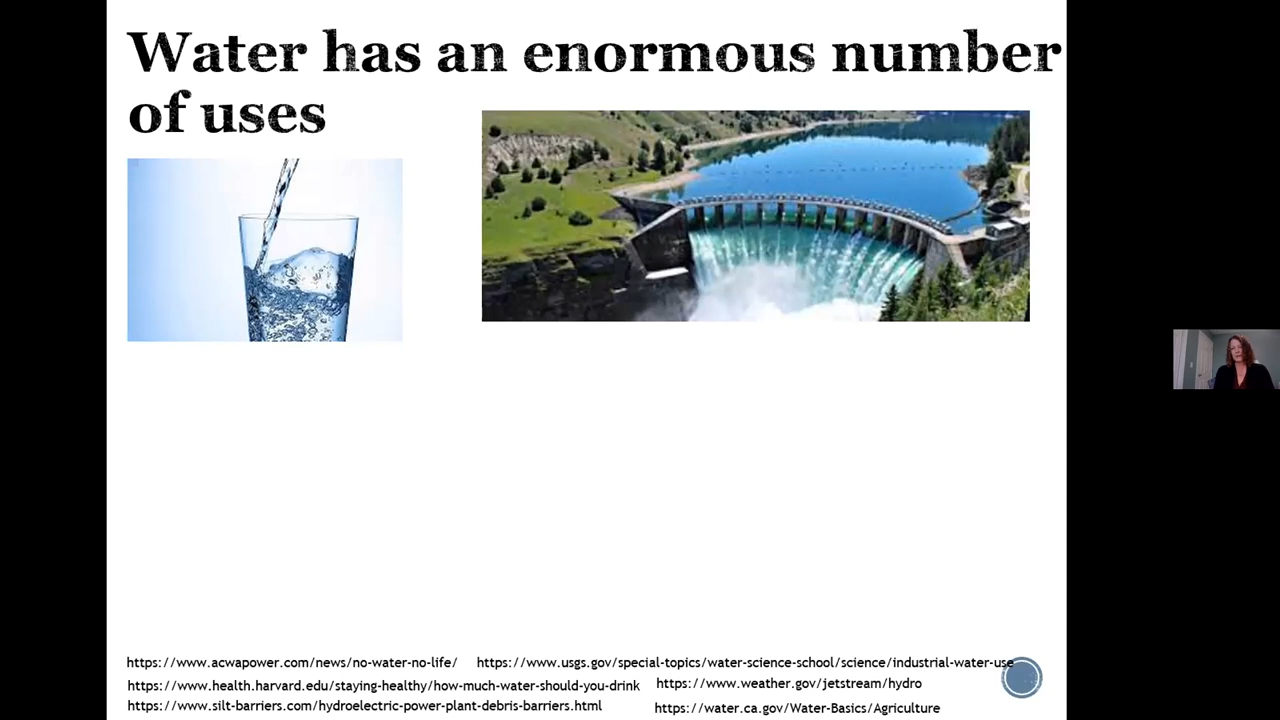 Water has an enormous number
of uses
https://www.acwapower.com/news/no-water-no-life/
https://www.usgs.gov/special-topics/water-science-school/science/industrial-water-use
https://www.health.harvard.edu/staying-healthy/how-much-water-should-you-drink
https://www.weather.gov/jetstream/hydro
https://www.silt-barriers.com/hydroelectric-power-plant-debris-barriers.html
https://water.ca.gov/Water-Basics/Agriculture